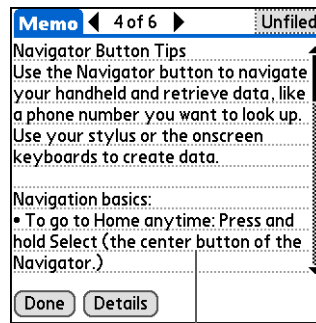 Memo 4 of 6 Unfiled
Navigator Button Tips
Use the Navigator button to navigate
your handheld and retrieve data, like
a phone number you want to look up.
Use your stylus or the onscreen
keyboards to create data.
Navigation basics:
• To go to Home anytime: Press and
hold Select (the center button of the
Navigator.)
Done Details